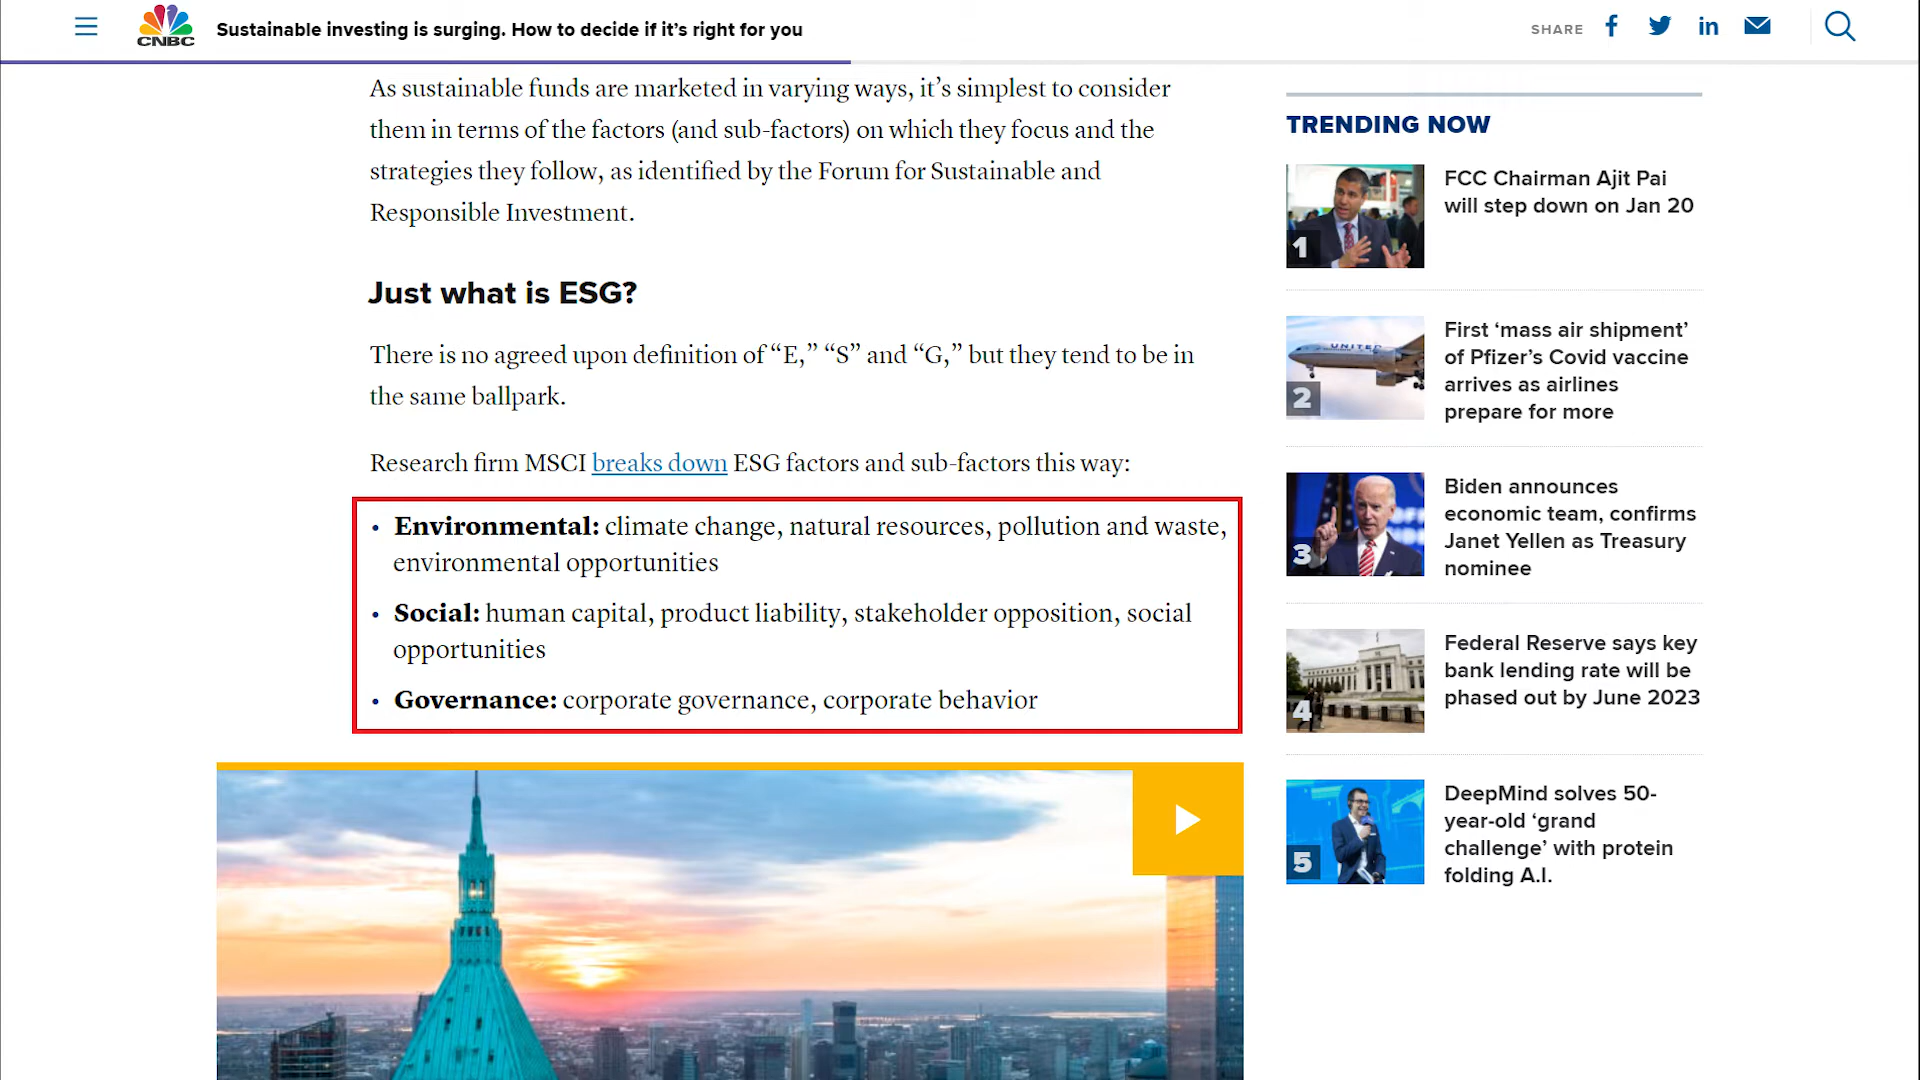 CNBC
Sustainable investing is surging. How to decide if it’s right for you
SHARE
As sustainable funds are marketed in varying ways, it’s simplest to consider
them in terms of the factors (and sub-factors) on which they focus and the
strategies they follow, as identified by the Forum for Sustainable and
Responsible Investment.
Just what is ESG?
There is no agreed upon definition of “E,” “S” and “G,” but they tend to be in
the same ballpark.
Research firm MSCI breaks down ESG factors and sub-factors this way:
• Environmental: climate change, natural resources, pollution and waste,
environmental opportunities
• Social: human capital, product liability, stakeholder opposition, social
opportunities
• Governance: corporate governance, corporate behavior
TRENDING NOW
1
FCC Chairman Ajit Pai
will step down on Jan 20
UNITED
2
First ‘mass air shipment’
of Pfizer’s Covid vaccine
arrives as airlines
prepare for more
3
Biden announces
economic team, confirms
Janet Yellen as Treasury
nominee
4
Federal Reserve says key
bank lending rate will be
phased out by June 2023
5
DeepMind solves 50-
year-old ‘grand
challenge’ with protein
folding A.I.